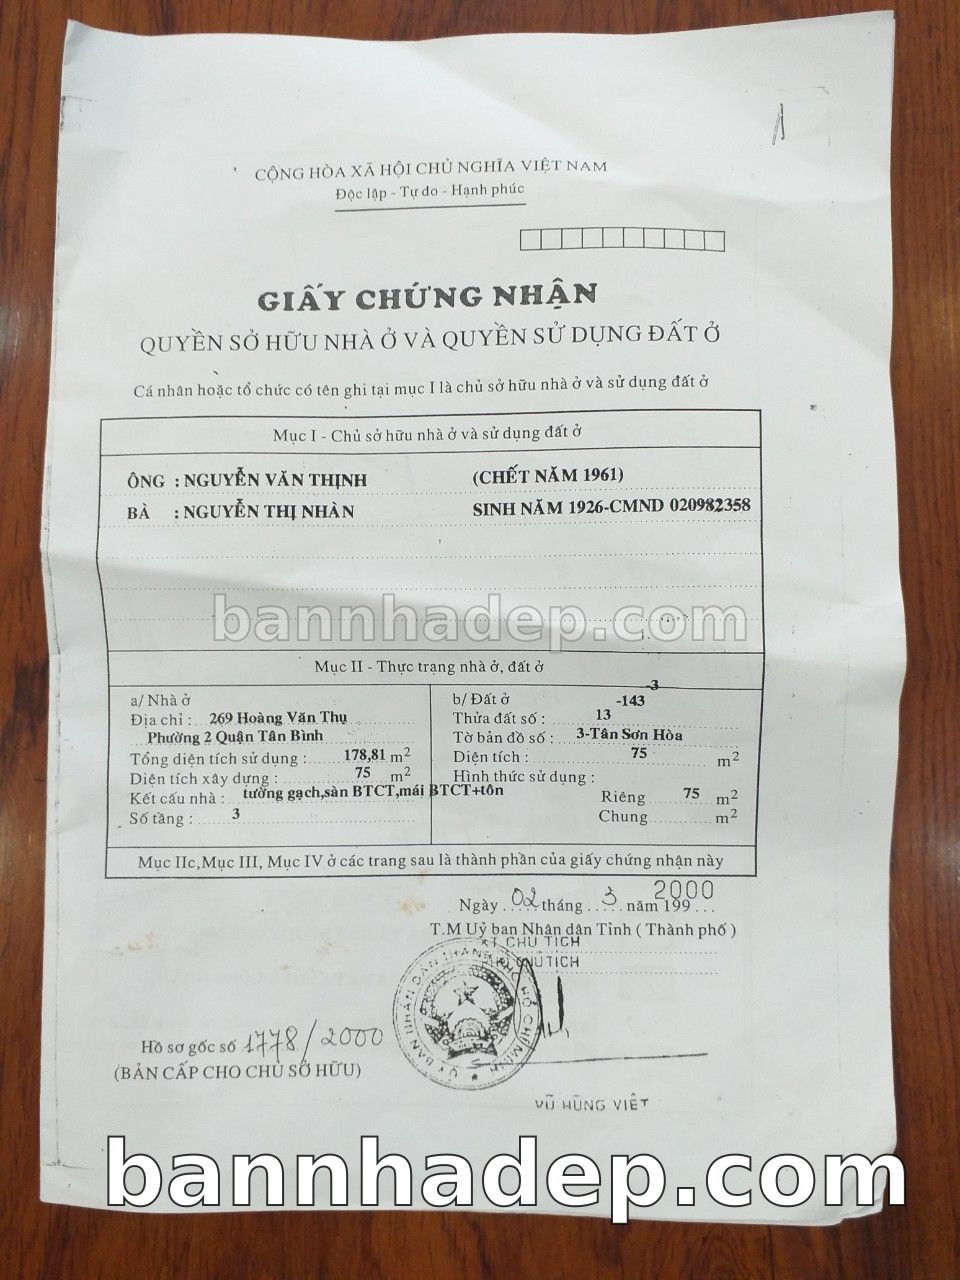 CỘNG HÒA XÃ HỘI CHỦ NGHĨA VIỆT NAM
Độc lập - Tự do - Hạnh phúc
GIẤY CHỨNG NHẬN
QUYỀN SỞ HỮU NHÀ Ở VÀ QUYỀN SỬ DỤNG ĐẤT Ở
Cá nhân hoặc tổ chức có tên ghi tại mục I là chủ sở hữu nhà ở và sử dụng đất ở
Mục I - Chủ sở hữu nhà ở và sử dụng đất ở
ÔNG : NGUYỄN VĂN THỊNH (CHẾT NĂM 1961)
BÀ : NGUYỄN THỊ NHÀN SINH NĂM 1926-CMND 020982358
bannhadep.com
Mục II - Thực trạng nhà ở, đất ở
a/ Nhà ở
Địa chỉ : 269 Hoàng Văn Thụ
Phường 2 Quận Tân Bình
Tổng diện tích sử dụng : 178,81 m2
Diện tích xây dựng : 75 m2
Kết cấu nhà : tường gạch,sàn BTCT,mái BTCT+tôn
Số tầng : 3
-3
b/ Đất ở -143
Thửa đất số : 13
Tờ bản đồ số : 3-Tân Sơn Hòa
Diện tích : 75 m2
Hình thức sử dụng :
Riêng 75 m2
Chung m2
Mục IIc,Mục III, Mục IV ở các trang sau là thành phần của giấy chứng nhận này
Ngày 02 tháng 3 năm 199 2000
T.M Uỷ ban Nhân dân Tỉnh ( Thành phố )
KT CHỦ TỊCH
CHỦ TỊCH
ỦY BAN NHÂN DÂN THÀNH PHỐ HỒ CHÍ MINH
Hồ sơ gốc số 1778/2000
(BẢN CẤP CHO CHỦ SỞ HỮU)
VŨ HÙNG VIỆT
bannhadep.com